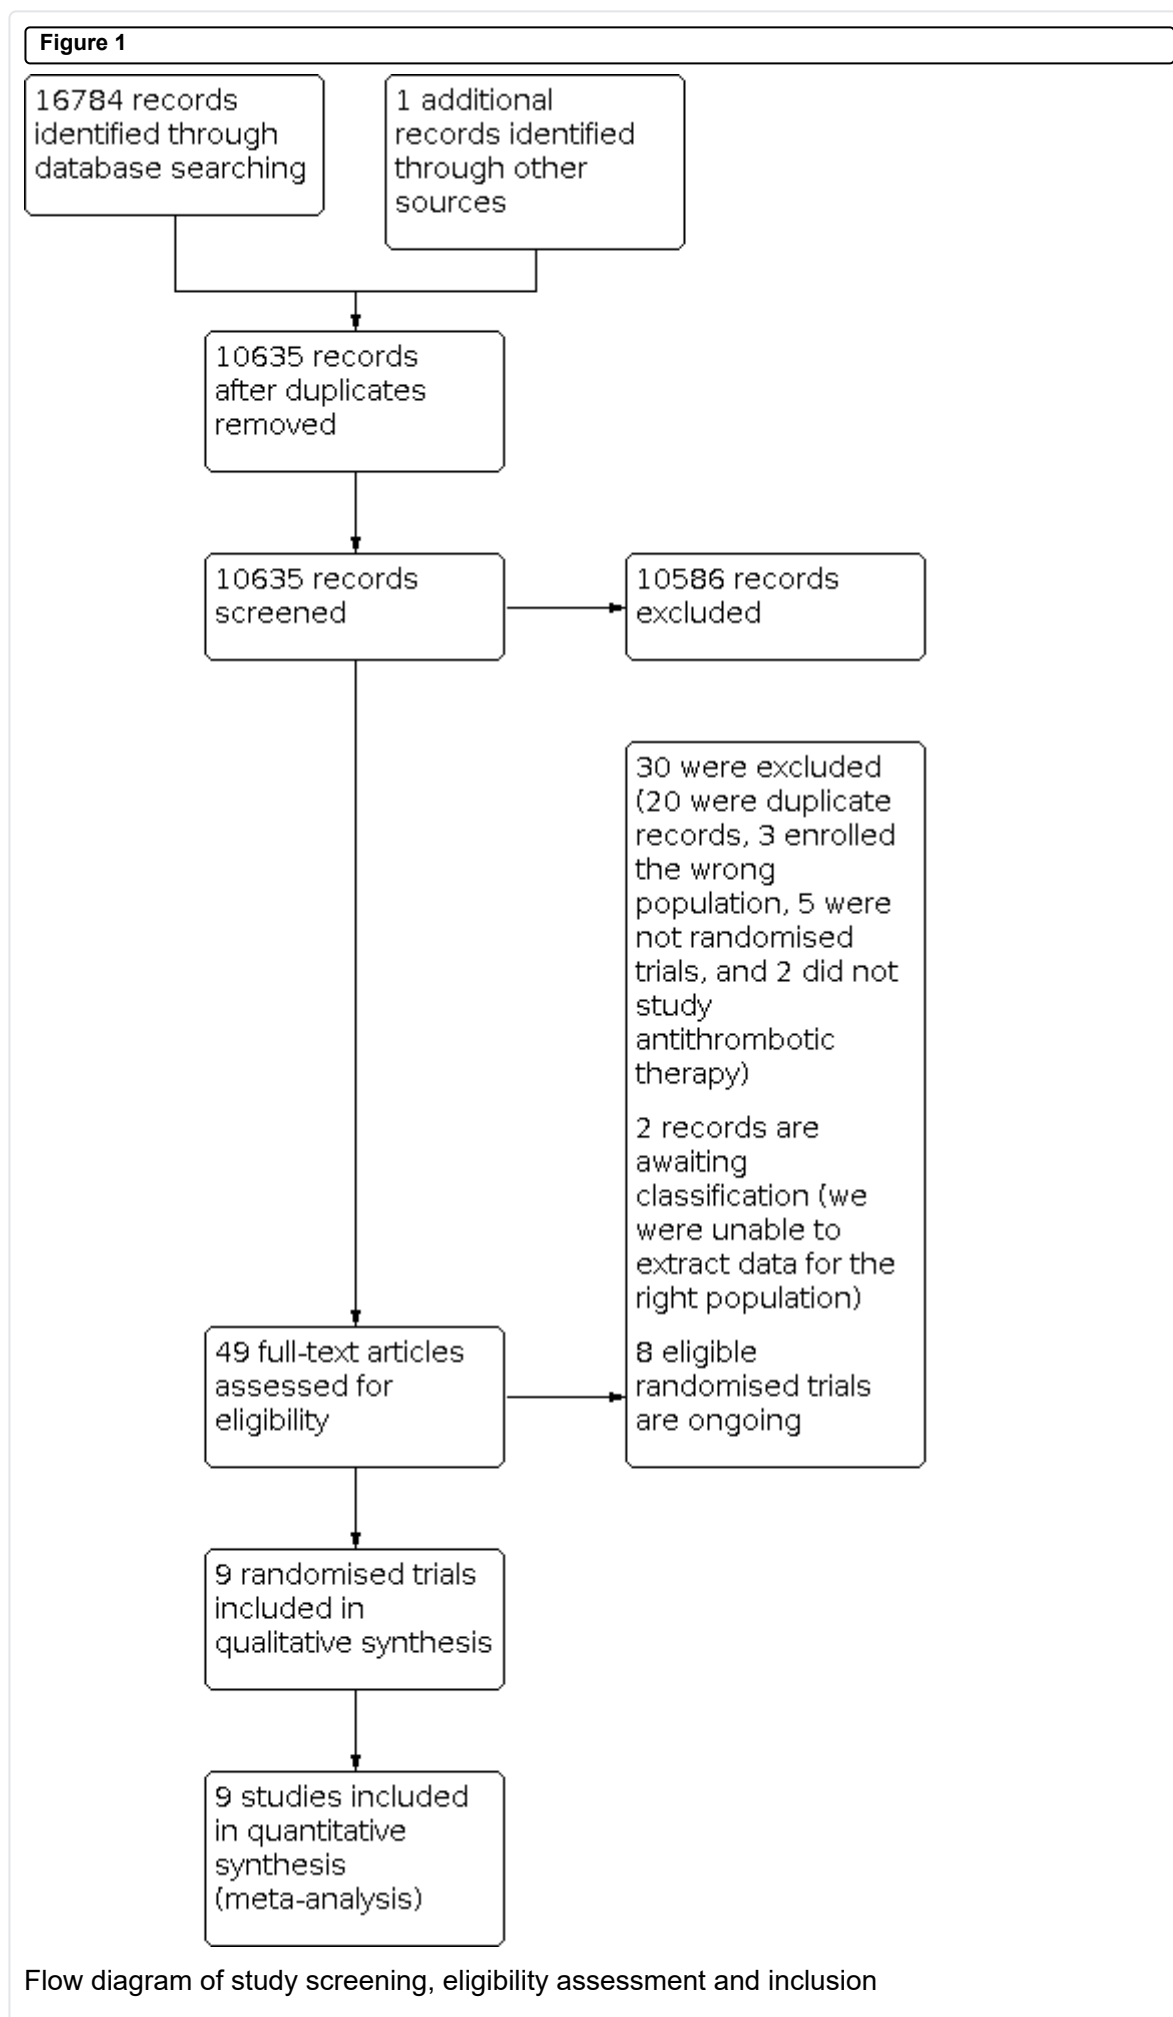 Figure 1
16784 records
identified through
database searching
1 additional
records identified
through other
sources
10635 records
after duplicates
removed
10635 records
screened
10586 records
excluded
30 were excluded
(20 were duplicate
records, 3 enrolled
the wrong
population, 5 were
not randomised
trials, and 2 did not
study
antithrombotic
therapy)
2 records are
awaiting
classification (we
were unable to
extract data for the
right population)
8 eligible
randomised trials
are ongoing
49 full-text articles
assessed for
eligibility
9 randomised trials
included in
qualitative synthesis
9 studies included
in quantitative
synthesis
(meta-analysis)
Flow diagram of study screening, eligibility assessment and inclusion